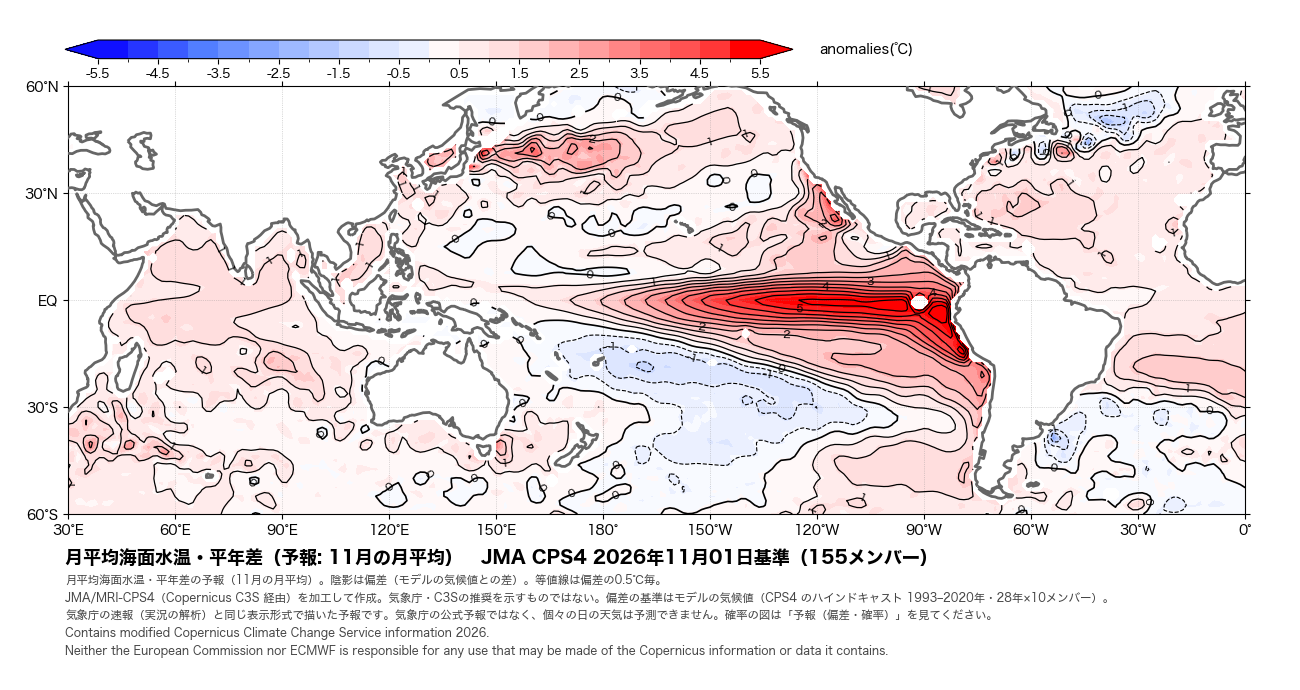 anomalies(℃)
-5.5 -4.5 -3.5 -2.5 -1.5 -0.5 0.5 1.5 2.5 3.5 4.5 5.5
60°N
30°N
EQ
30°S
60°S
30°E 60°E 90°E 120°E 150°E 180° 150°W 120°W 90°W 60°W 30°W 0°
月平均海面水温・平年差（予報: 11月の月平均） JMA CPS4 2026年11月01日基準（155メンバー）
月平均海面水温・平年差の予報（11月の月平均）。陰影は偏差（モデルの気候値との差）。等値線は偏差の0.5℃毎。
JMA/MRI-CPS4（Copernicus C3S 経由）を加工して作成。気象庁・C3Sの推奨を示すものではない。偏差の基準はモデルの気候値（CPS4 のハインドキャスト 1993–2020年・28年×10メンバー）。
気象庁の速報（実況の解析）と同じ表示形式で描いた予報です。気象庁の公式予報ではなく、個々の日の天気は予測できません。確率の図は「予報（偏差・確率）」を見てください。
Contains modified Copernicus Climate Change Service information 2026.
Neither the European Commission nor ECMWF is responsible for any use that may be made of the Copernicus information or data it contains.